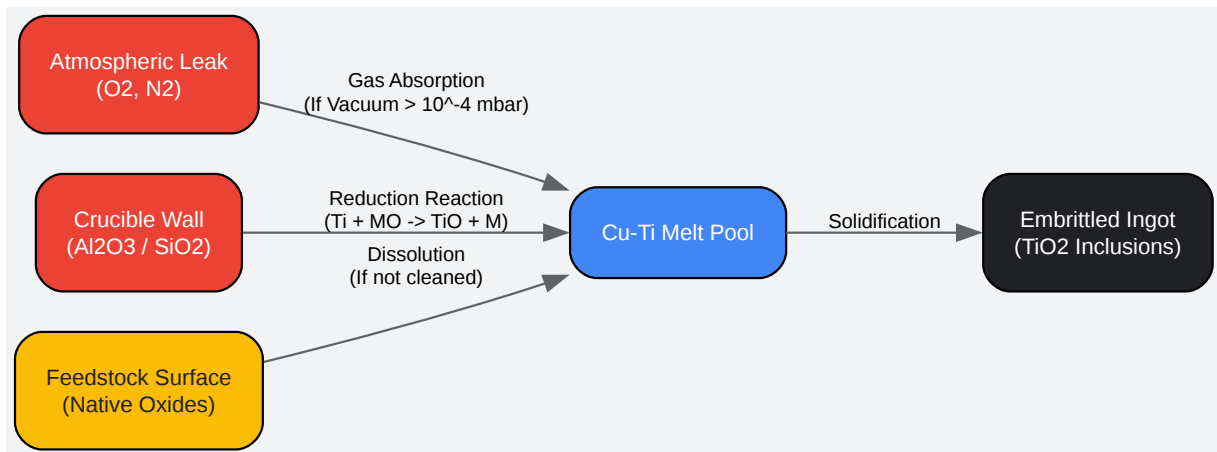 Atmospheric Leak
(O2, N2)
Gas Absorption
(If Vacuum > 10^-4 mbar)
Crucible Wall
(Al2O3 / SiO2)
Reduction Reaction
(Ti + MO -> TiO + M)
Dissolution
(If not cleaned)
Feedstock Surface
(Native Oxides)
Cu-Ti Melt Pool
Solidification
Embrittled Ingot
(TiO2 Inclusions)